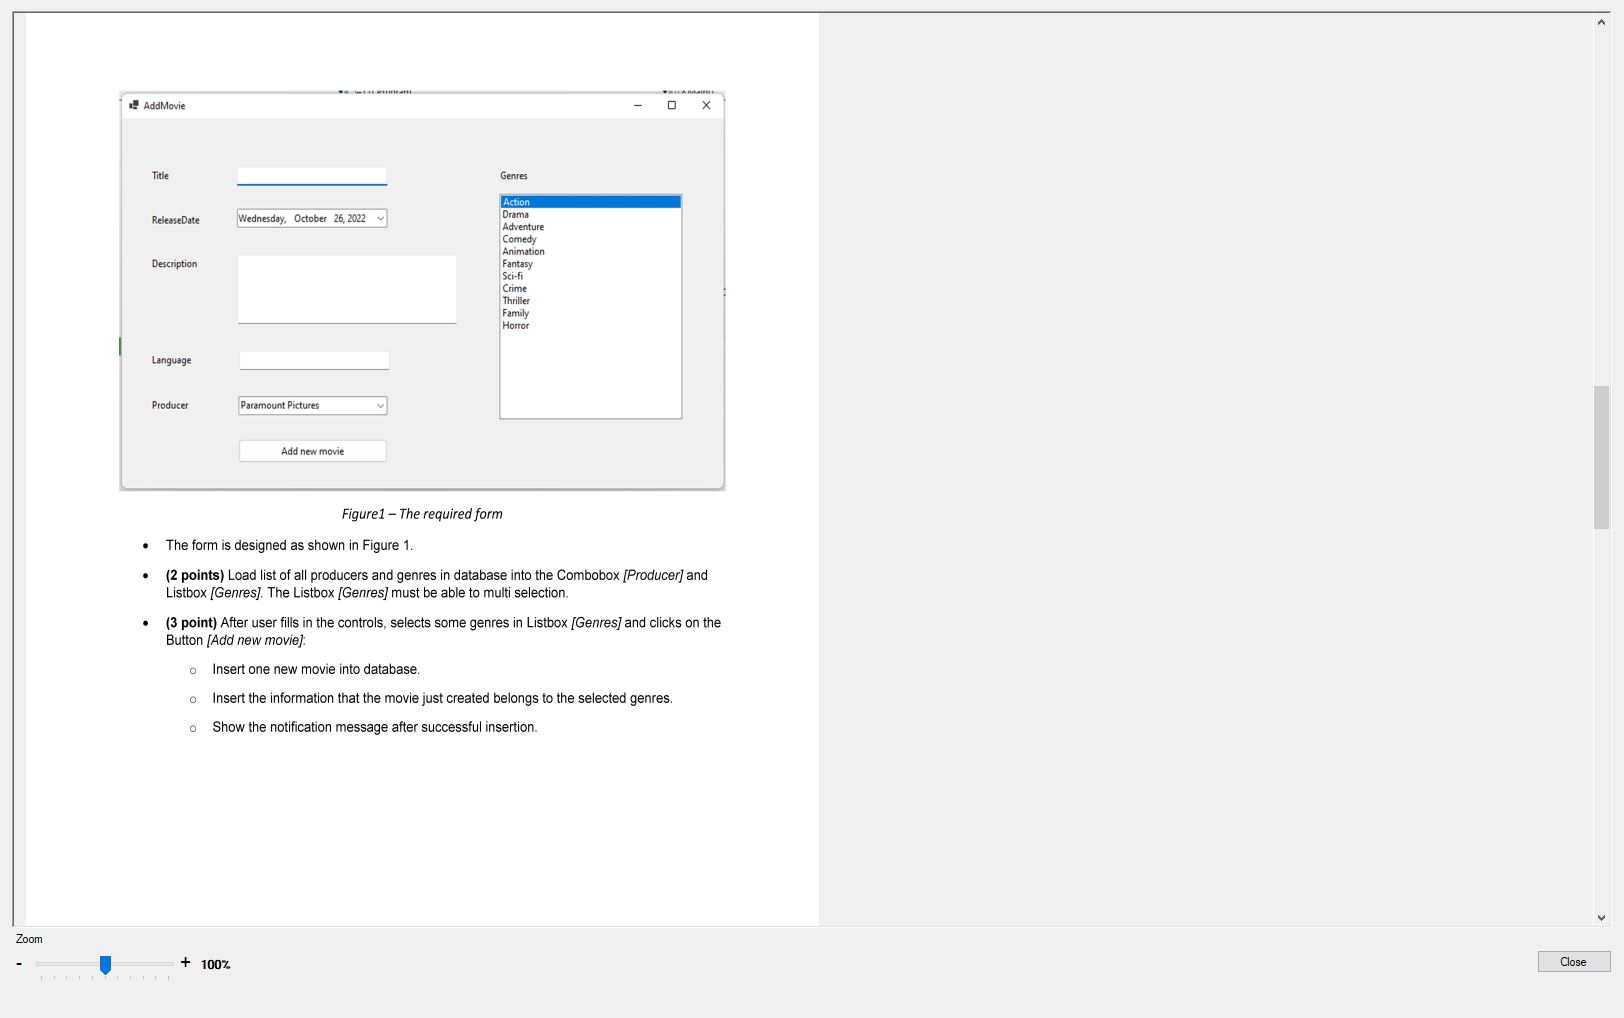 AddMovie
Title
Genres
Action
Drama
Adventure
Comedy
Animation
Fantasy
Sci-fi
Crime
Thriller
Family
Horror
ReleaseDate
Wednesday, October 26, 2022
Description
Language
Producer
Paramount Pictures
Add new movie
Figure1 – The required form
• The form is designed as shown in Figure 1.
• (2 points) Load list of all producers and genres in database into the Combobox [Producer] and
Listbox [Genres]. The Listbox [Genres] must be able to multi selection.
• (3 point) After user fills in the controls, selects some genres in Listbox [Genres] and clicks on the
Button [Add new movie]:
o Insert one new movie into database.
o Insert the information that the movie just created belongs to the selected genres.
o Show the notification message after successful insertion.
Zoom
- + 100%
Close